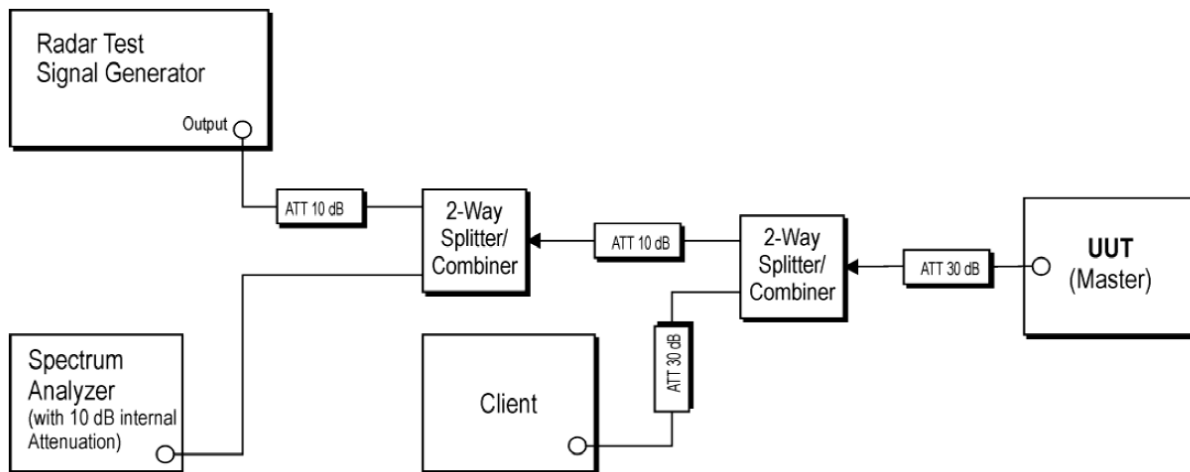 Radar Test
Signal Generator
Output
ATT 10 dB
2-Way
Splitter/
Combiner
ATT 10 dB
2-Way
Splitter/
Combiner
ATT 30 dB
UUT
(Master)
Spectrum
Analyzer
(with 10 dB internal
Attenuation)
Client
ATT 30 dB